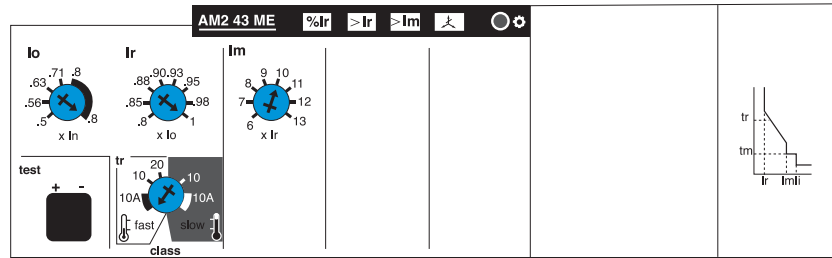 AM2 43 ME %Ir >Ir >Im
Io Ir Im
.5 .56 .63 .71 .8 .8
x In
.8 .85 .88 .90 .93 .95 .98 1
x Io
6 7 8 9 10 11 12 13
x Ir
test
+ -
tr
10A 10 20 10 10A
fast slow
class
tr
tm
Ir Im Ii